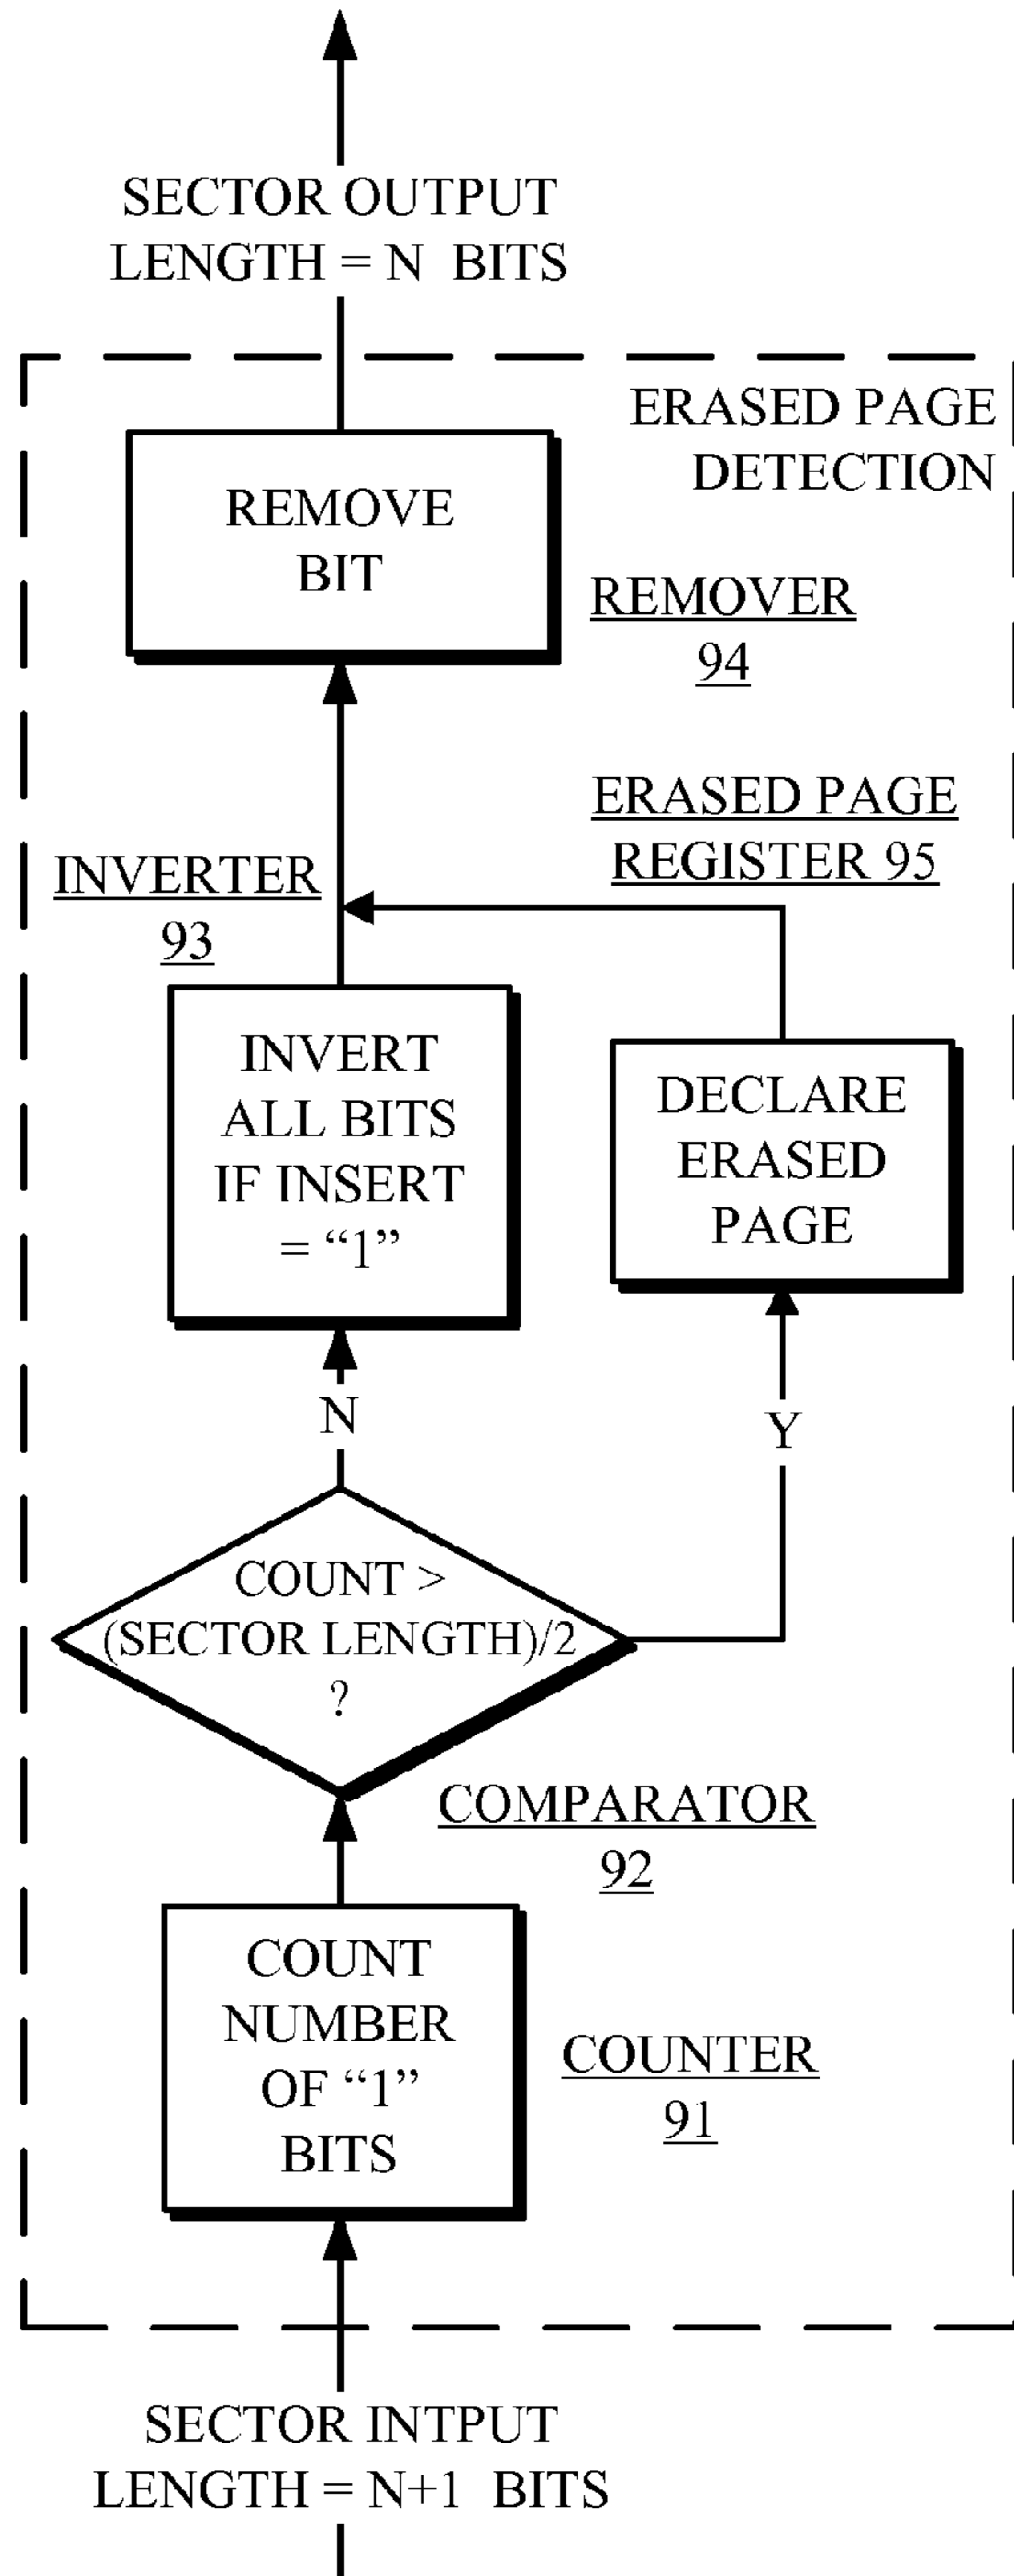 SECTOR OUTPUT
LENGTH = N BITS
ERASED PAGE
DETECTION
REMOVE
BIT
REMOVER
94
ERASED PAGE
REGISTER 95
INVERTER
93
INVERT
ALL BITS
IF INSERT
= “1”
DECLARE
ERASED
PAGE
N
Y
COUNT >
(SECTOR LENGTH)/2
?
COMPARATOR
92
COUNT
NUMBER
OF “1”
BITS
COUNTER
91
SECTOR INTPUT
LENGTH = N+1 BITS